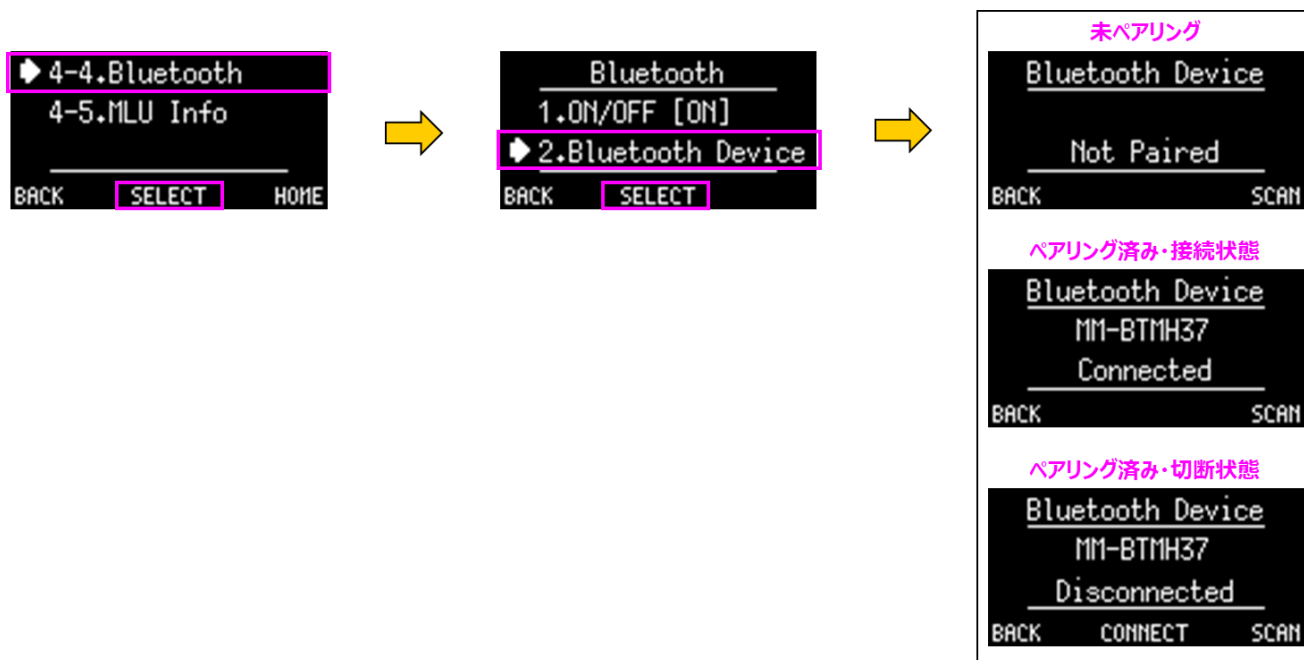 4-4.Bluetooth
4-5.MLU Info
BACK SELECT HOME
Bluetooth
1.ON/OFF [ON]
2.Bluetooth Device
BACK SELECT
未ペアリング
Bluetooth Device
Not Paired
BACK SCAN
ペアリング済み・接続状態
Bluetooth Device
MM-BTMH37
Connected
BACK SCAN
ペアリング済み・切断状態
Bluetooth Device
MM-BTMH37
Disconnected
BACK CONNECT SCAN